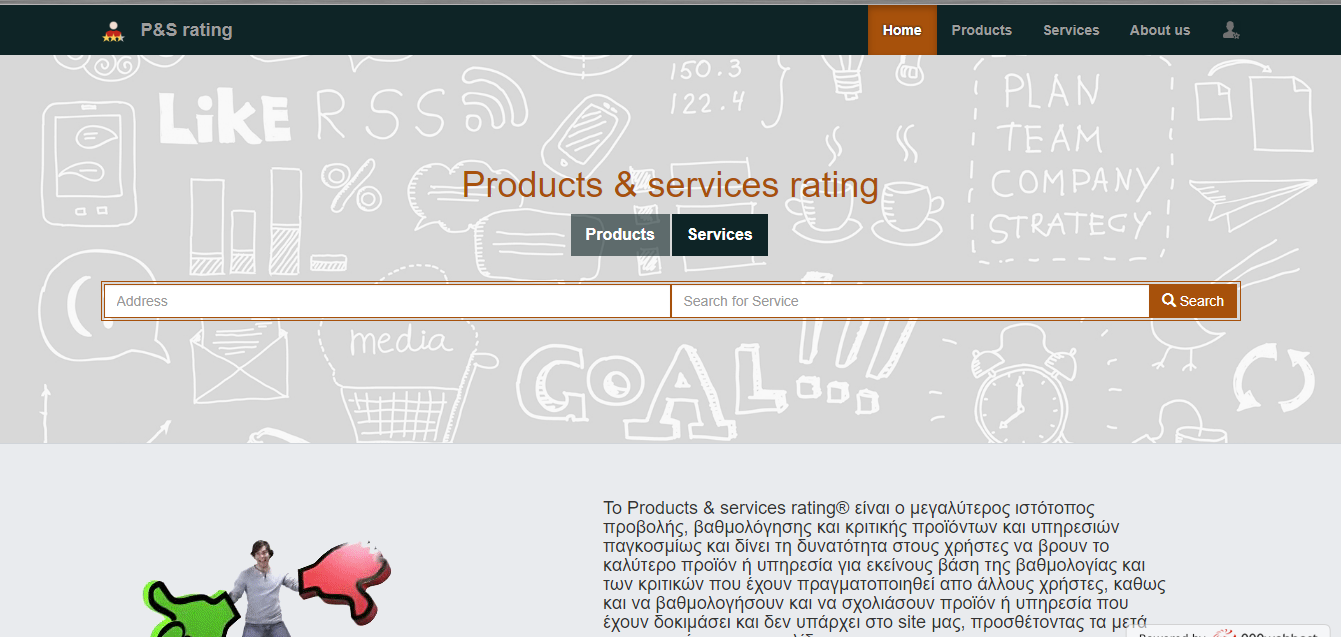 P&S rating
Home
Products
Services
About us
LiKE
RSS
150.3
122.4
PLAN
TEAM
COMPANY
STRATEGY
%
Products & services rating
Products
Services
Address
Search for Service
Search
media
GOAL!!!...
Το Products & services rating® είναι ο μεγαλύτερος ιστότοπος
προβολής, βαθμολόγησης και κριτικής προϊόντων και υπηρεσιών
παγκοσμίως και δίνει τη δυνατότητα στους χρήστες να βρουν το
καλύτερο προϊόν ή υπηρεσία για εκείνους βάση της βαθμολογίας και
των κριτικών που έχουν πραγματοποιηθεί απο άλλους χρήστες, καθως
και να βαθμολογήσουν και να σχολιάσουν προϊόν ή υπηρεσία που
έχουν δοκιμάσει και δεν υπάρχει στο site μας, προσθέτοντας τα μετά
Powered by 000webhost